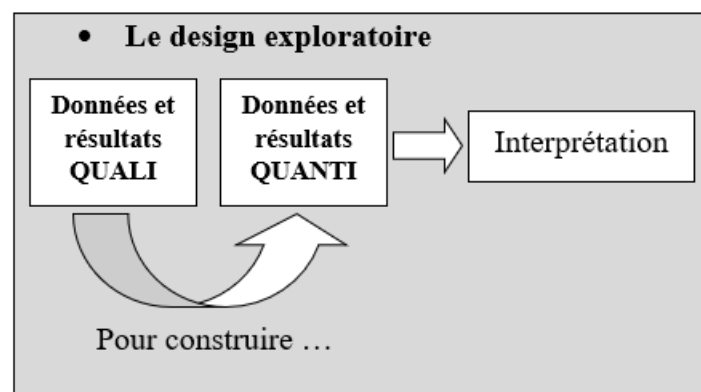 • Le design exploratoire
Données et
résultats
QUALI
Données et
résultats
QUANTI
Interprétation
Pour construire …